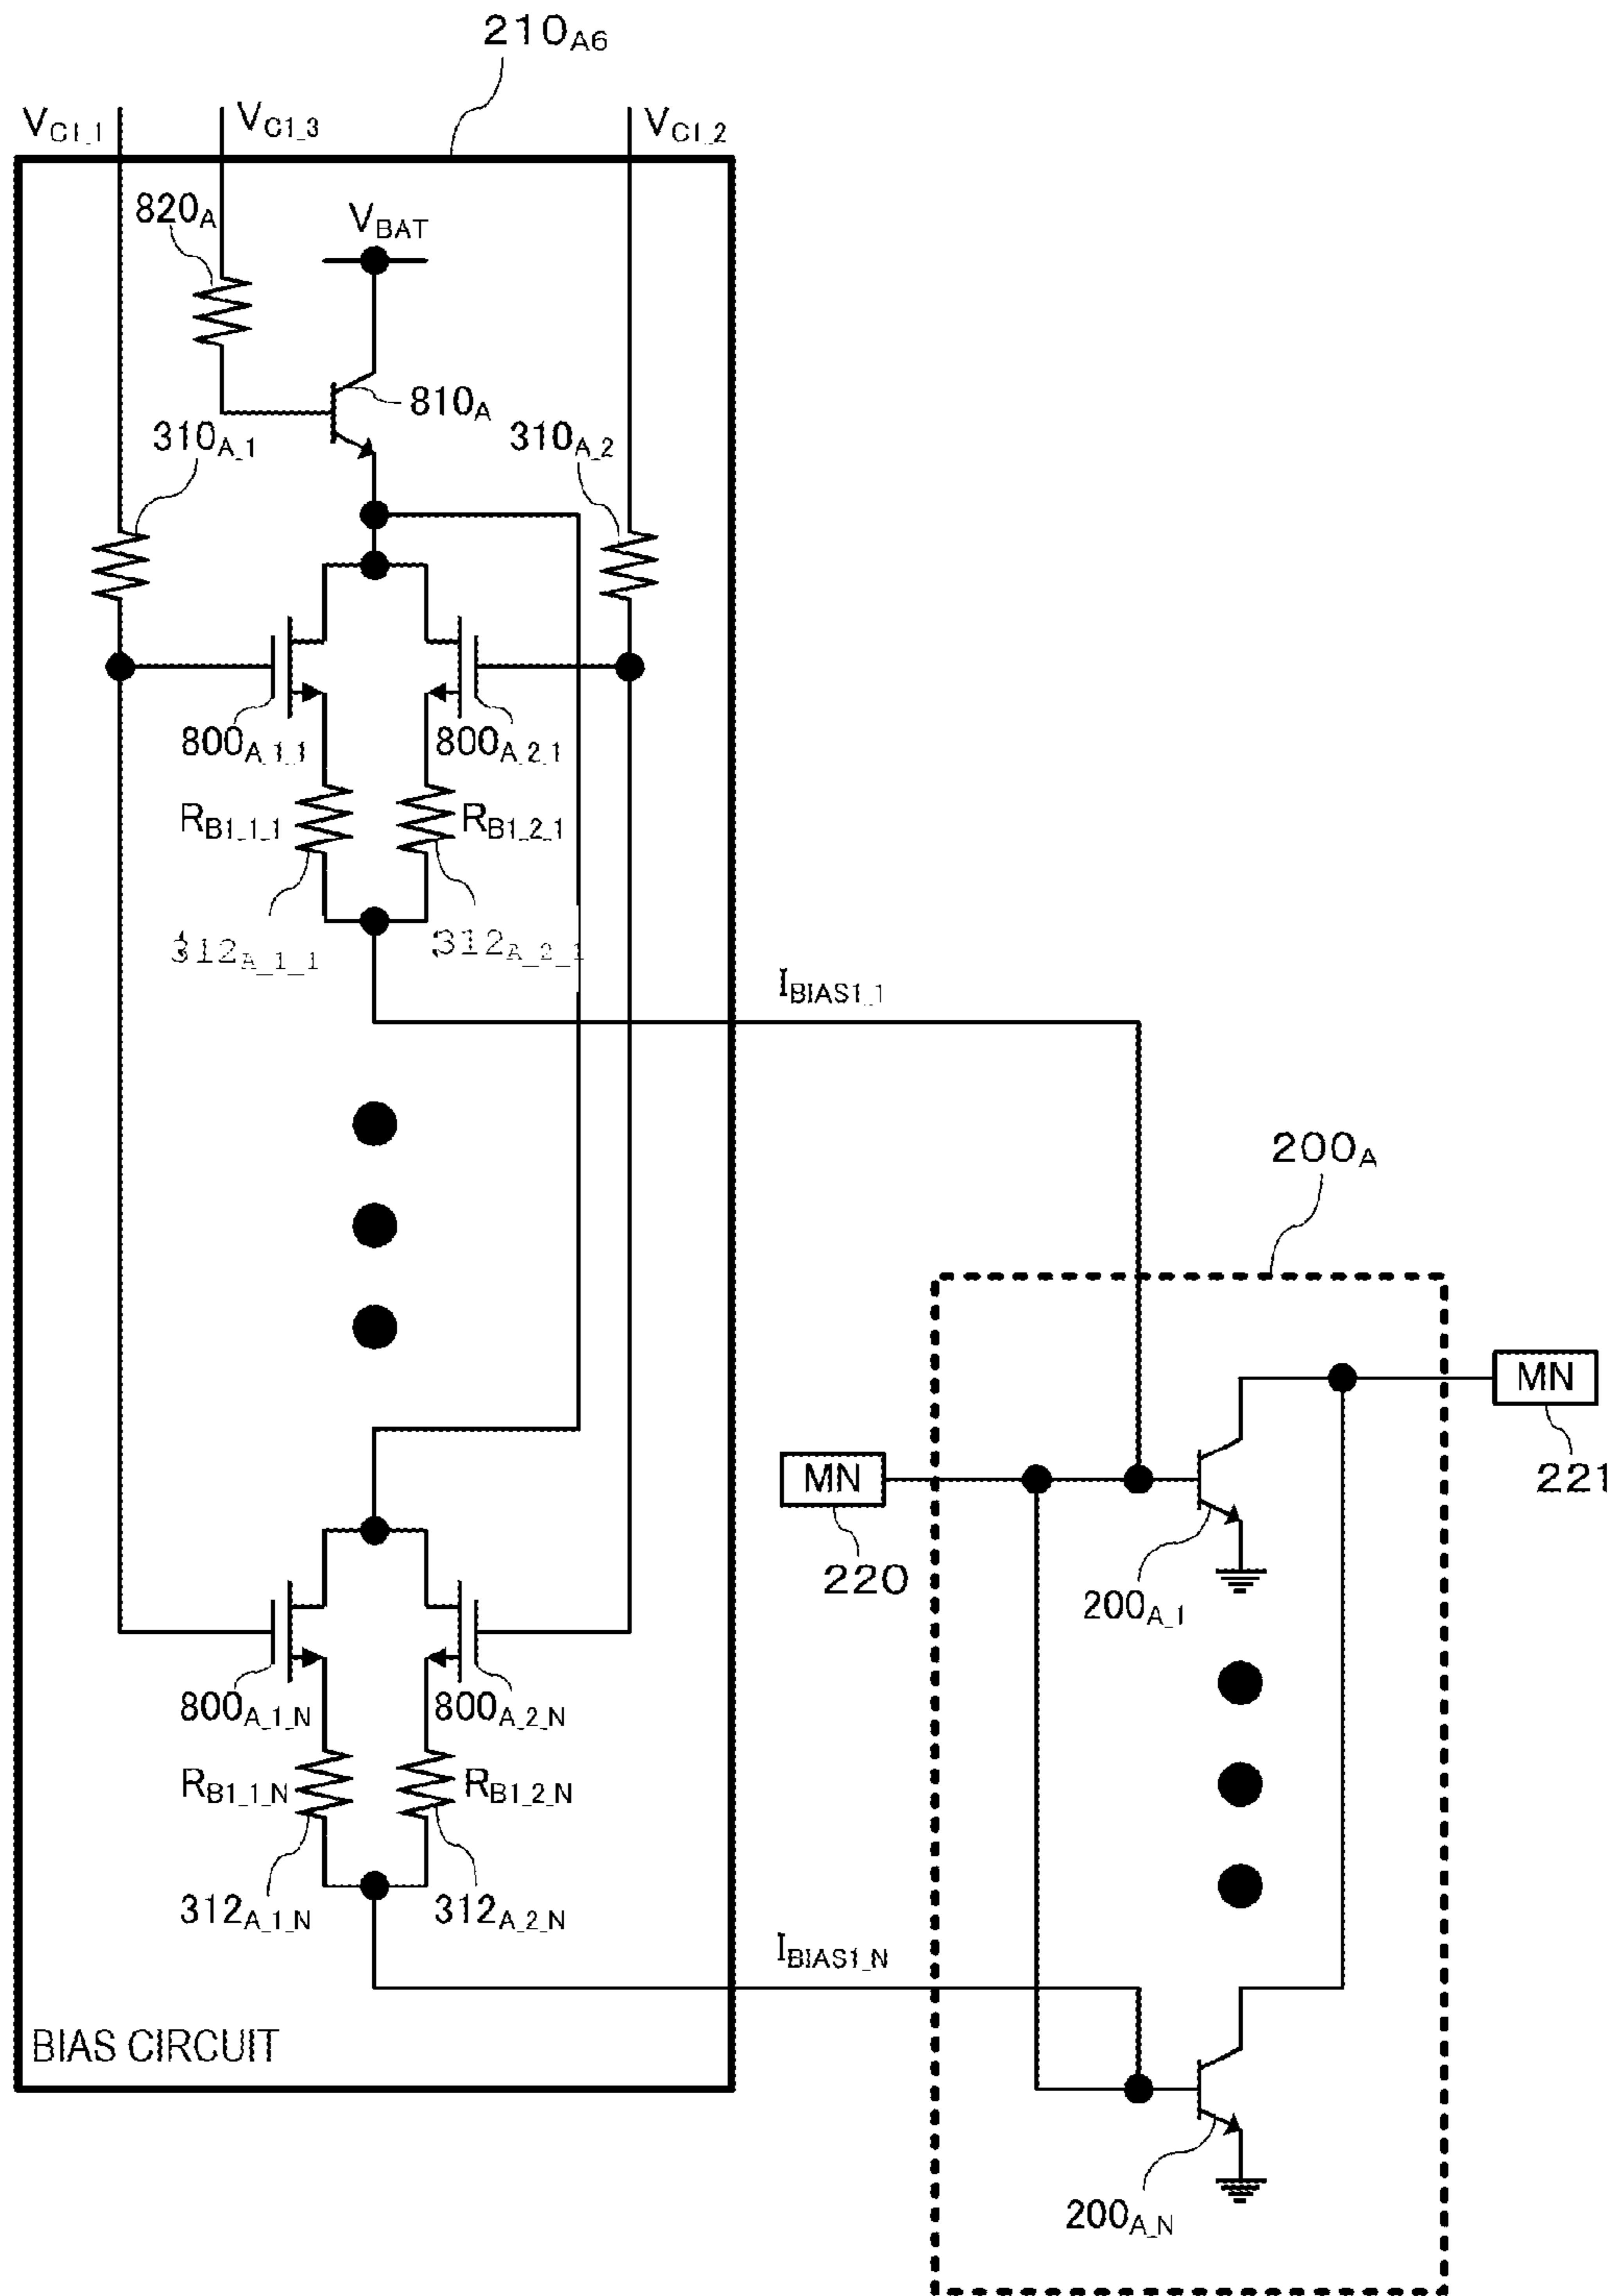 210A6
VC1_1
VC1_3
VC1_2
820A
VBAT
810A
310A_1
310A_2
800A_1_1
800A_2_1
RB1_1_1
RB1_2_1
312A_1_1
312A_2_1
IBIAS1_1
200A
MN
221
MN
220
200A_1
800A_1_N
800A_2_N
RB1_1_N
RB1_2_N
312A_1_N
312A_2_N
IBIAS1_N
BIAS CIRCUIT
200A_N